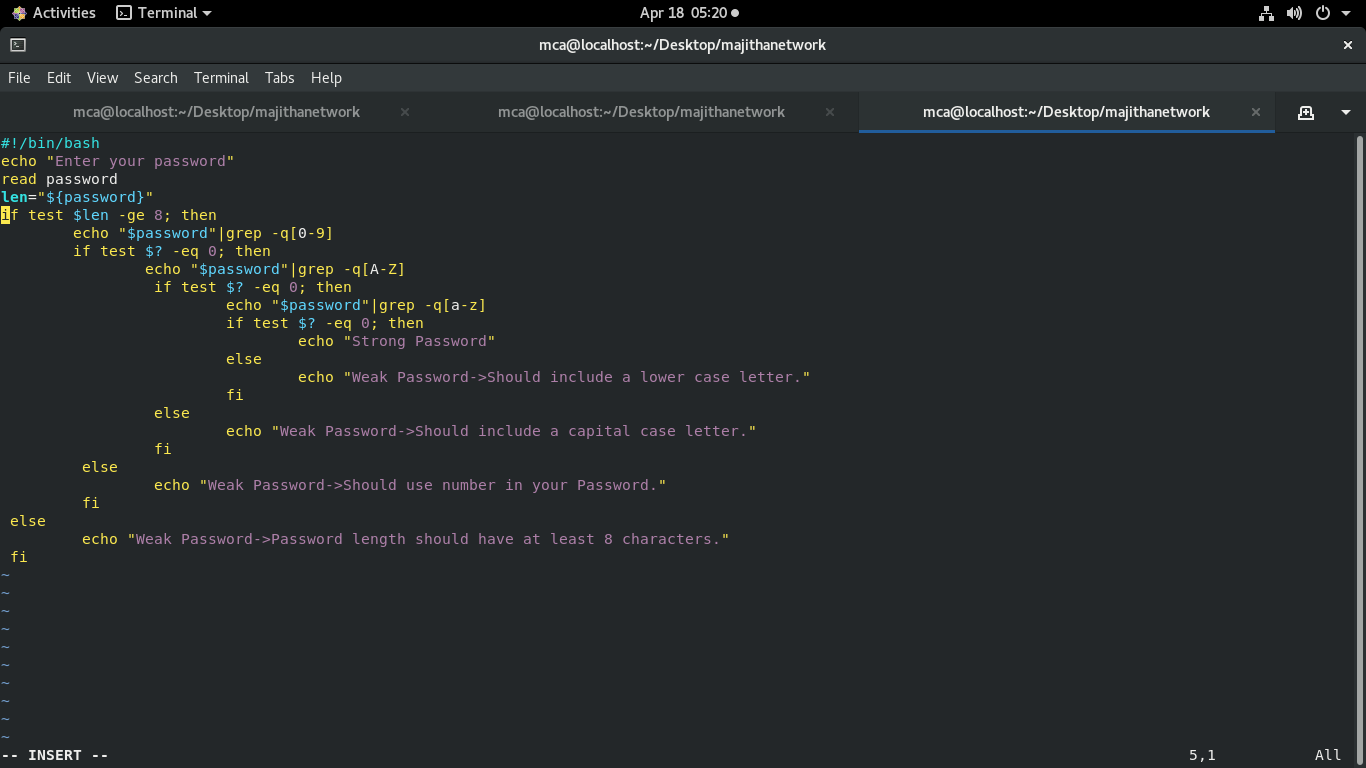 Activities Terminal Apr 18 05:20
mca@localhost:~/Desktop/majithanetwork
File Edit View Search Terminal Tabs Help
mca@localhost:~/Desktop/majithanetwork mca@localhost:~/Desktop/majithanetwork mca@localhost:~/Desktop/majithanetwork
#!/bin/bash
echo "Enter your password"
read password
len="${password}"
if test $len -ge 8; then
        echo "$password"|grep -q[0-9]
        if test $? -eq 0; then
                echo "$password"|grep -q[A-Z]
                 if test $? -eq 0; then
                         echo "$password"|grep -q[a-z]
                         if test $? -eq 0; then
                                 echo "Strong Password"
                         else
                                 echo "Weak Password->Should include a lower case letter."
                         fi
                 else
                         echo "Weak Password->Should include a capital case letter."
                 fi
         else
                 echo "Weak Password->Should use number in your Password."
         fi
 else
         echo "Weak Password->Password length should have at least 8 characters."
 fi
~
~
~
~
~
~
~
~
~
~
-- INSERT -- 5,1 All